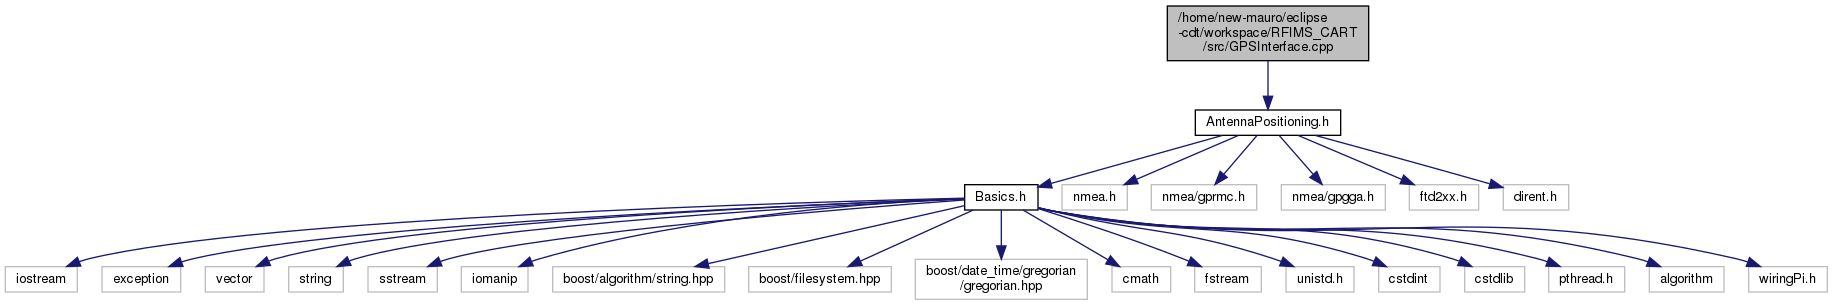 /home/new-mauro/eclipse
-cdt/workspace/RFIMS_CART
/src/GPSInterface.cpp
AntennaPositioning.h
Basics.h
nmea.h
nmea/gprmc.h
nmea/gpgga.h
ftd2xx.h
dirent.h
iostream
exception
vector
string
sstream
iomanip
boost/algorithm/string.hpp
boost/filesystem.hpp
boost/date_time/gregorian
/gregorian.hpp
cmath
fstream
unistd.h
cstdint
cstdlib
pthread.h
algorithm
wiringPi.h